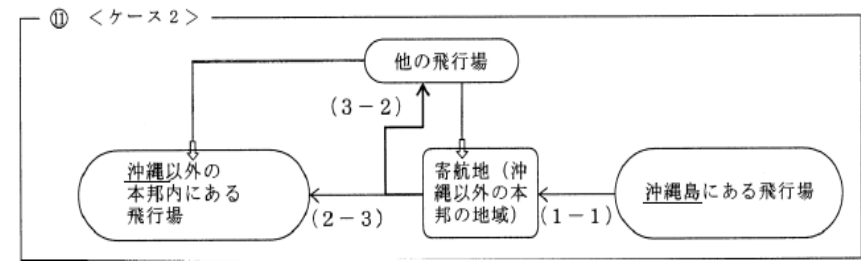 ⑪ <ケース2>
他の飛行場
(3-2)
沖縄以外の
本邦内にある
飛行場
(2-3)
寄航地(沖
縄以外の本
邦の地域)
(1-1)
沖縄島にある飛行場